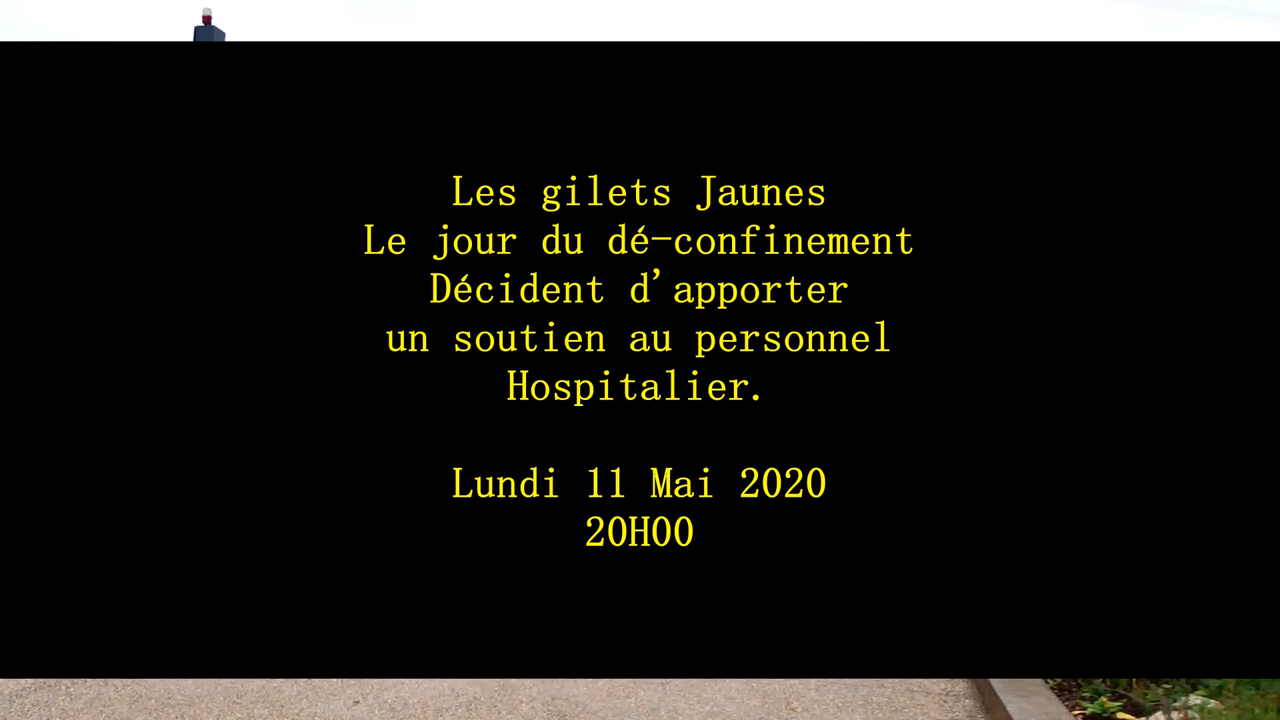 Les gilets Jaunes
Le jour du dé-confinement
Décident d'apporter
un soutien au personnel
Hospitalier.
Lundi 11 Mai 2020
20H00